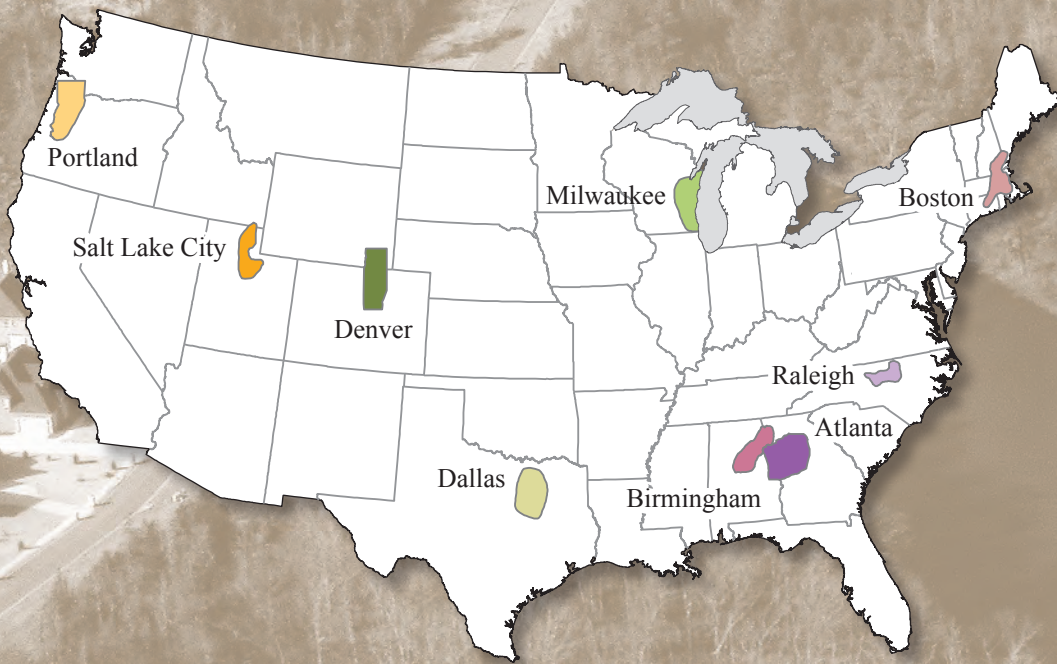 Portland
Milwaukee
Boston
Salt Lake City
Denver
Raleigh
Atlanta
Dallas
Birmingham